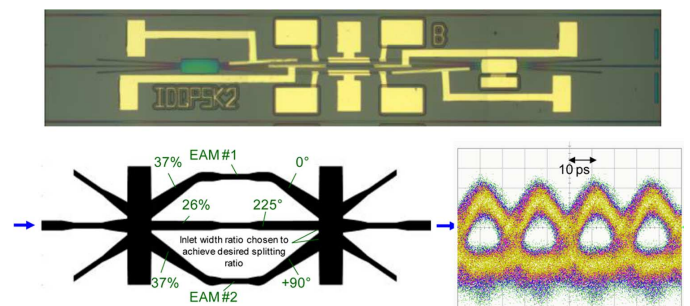 B
IDQPSK2
EAM #1
37%
0°
10 ps
26%
225°
Inlet width ratio chosen to
achieve desired splitting
ratio
37%
+90°
EAM #2